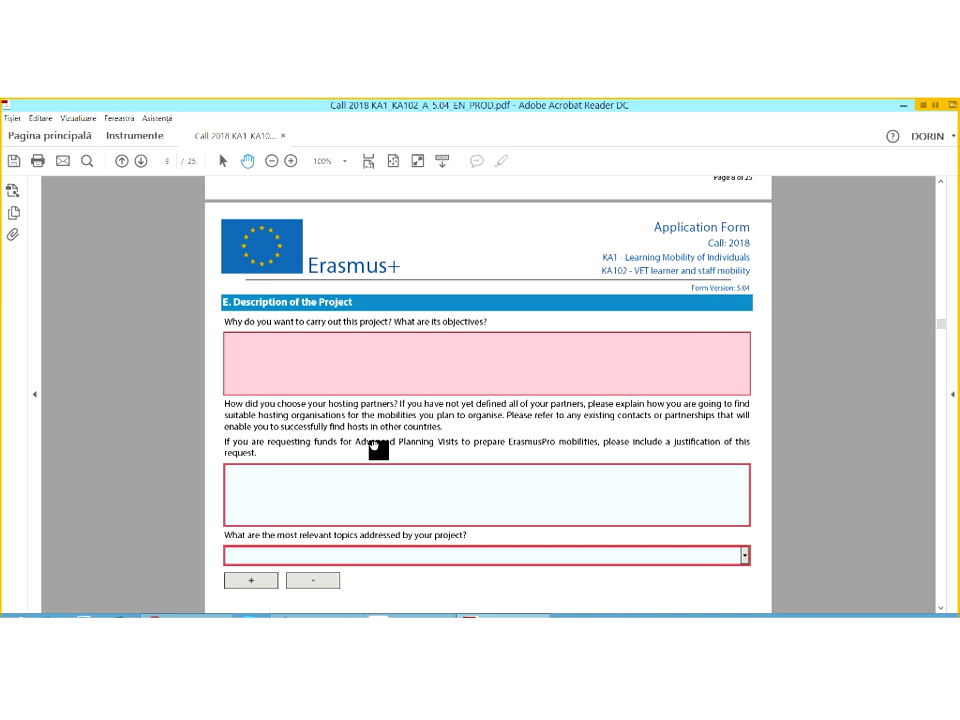 Call 2018 KA1_KA102_A_5.04_EN_PROD.pdf - Adobe Acrobat Reader DC
Fișier Editare Vizualizare Fereastră Asistență
Pagina principală Instrumente Call 2018 KA1_KA10... × DORIN
9 / 25 100%
Page 8 of 25
Application Form
Call: 2018
KA1 - Learning Mobility of Individuals
Erasmus+
KA102 - VET learner and staff mobility
Form Version: 5.04
E. Description of the Project
Why do you want to carry out this project? What are its objectives?
How did you choose your hosting partners? If you have not yet defined all of your partners, please explain how you are going to find
suitable hosting organisations for the mobilities you plan to organise. Please refer to any existing contacts or partnerships that will
enable you to successfully find hosts in other countries.
If you are requesting funds for Planning Visits to prepare ErasmusPro mobilities, please include a justification of this
request.
What are the most relevant topics addressed by your project?
+ -